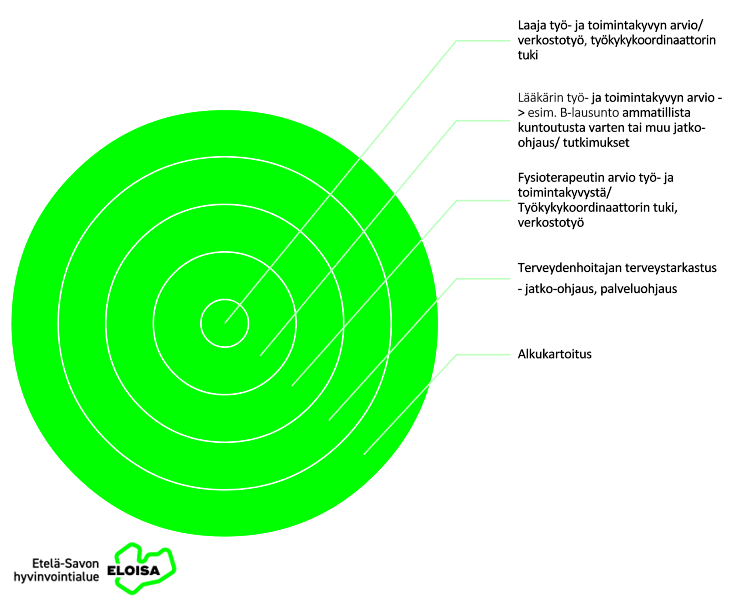 Laaja työ- ja toimintakyvyn arvio/
verkostotyö, työkykykoordinaattorin
tuki
Lääkärin työ- ja toimintakyvyn arvio -
> esim. B-lausunto ammatillista
kuntoutusta varten tai muu jatko-
ohjaus/ tutkimukset
Fysioterapeutin arvio työ- ja
toimintakyvystä/
Työkykykoordinaattorin tuki,
verkostotyö
Terveydenhoitajan terveystarkastus
- jatko-ohjaus, palveluohjaus
Alkukartoitus
Etelä-Savon
hyvinvointialue
ELOISA